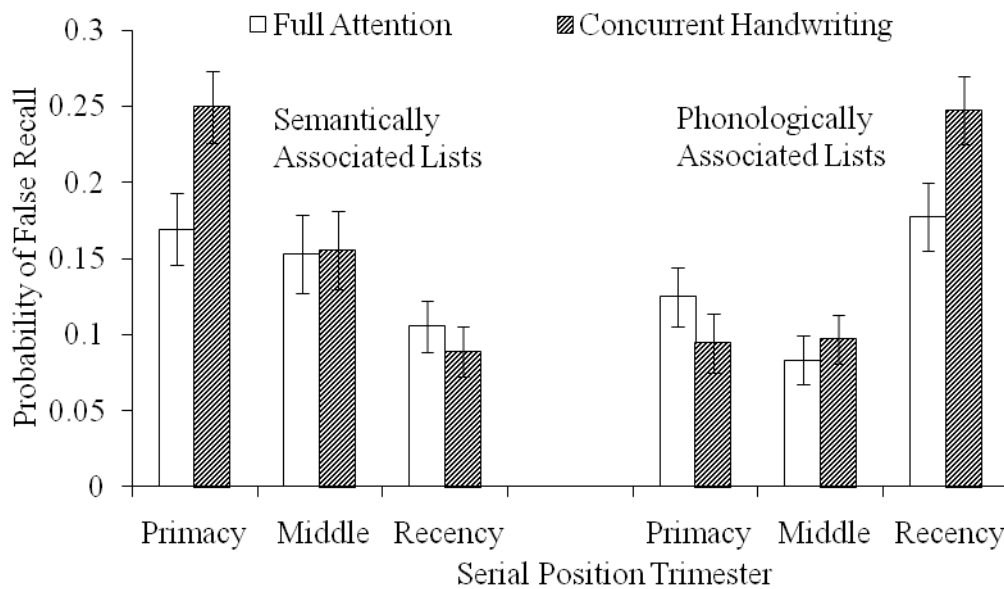 Full Attention
Concurrent Handwriting
Probability of False Recall
0.3
0.25
0.2
0.15
0.1
0.05
0
Semantically
Associated Lists
Phonologically
Associated Lists
Primacy Middle Recency Primacy Middle Recency
Serial Position Trimester